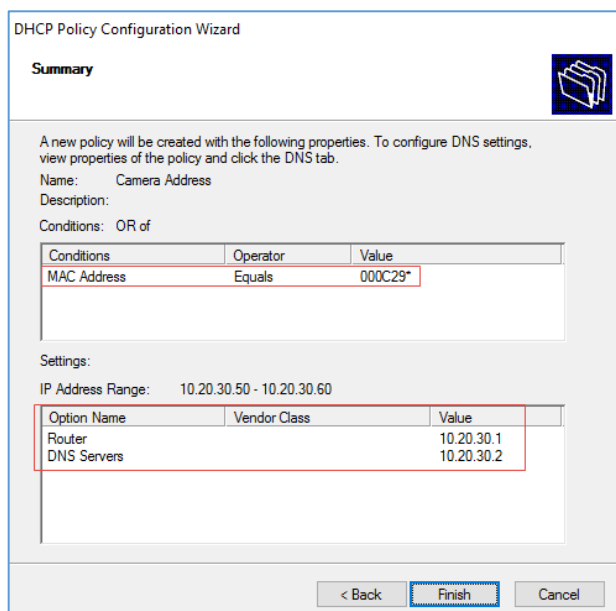 DHCP Policy Configuration Wizard
Summary
A new policy will be created with the following properties. To configure DNS settings,
view properties of the policy and click the DNS tab.
Name: Camera Address
Description:
Conditions: OR of
Conditions Operator Value
MAC Address Equals 000C29*
Settings:
IP Address Range: 10.20.30.50 - 10.20.30.60
Option Name Vendor Class Value
Router 10.20.30.1
DNS Servers 10.20.30.2
< Back Finish Cancel